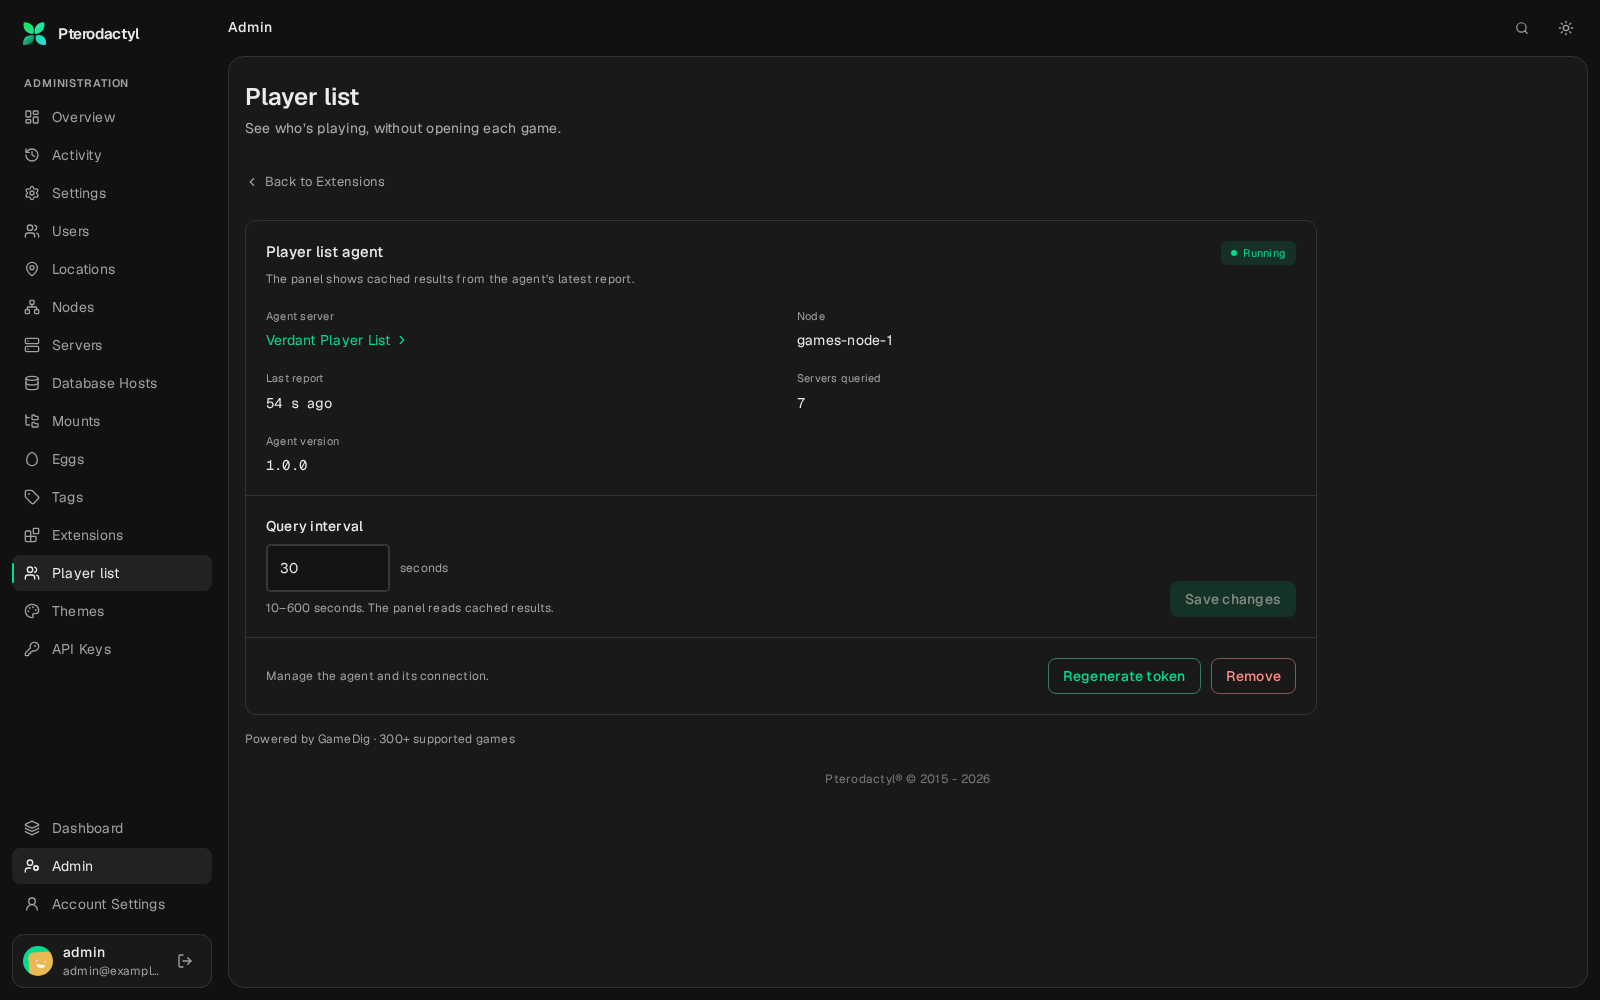 Pterodactyl
ADMINISTRATION
Overview
Activity
Settings
Users
Locations
Nodes
Servers
Database Hosts
Mounts
Eggs
Tags
Extensions
Player list
Themes
API Keys
Dashboard
Admin
Account Settings
admin
admin@exampl…
Admin
Player list
See who's playing, without opening each game.
Back to Extensions
Player list agent
Running
The panel shows cached results from the agent's latest report.
Agent server
Verdant Player List
Node
games-node-1
Last report
54 s ago
Servers queried
7
Agent version
1.0.0
Query interval
30
seconds
10–600 seconds. The panel reads cached results.
Save changes
Manage the agent and its connection.
Regenerate token
Remove
Powered by GameDig · 300+ supported games
Pterodactyl® © 2015 - 2026